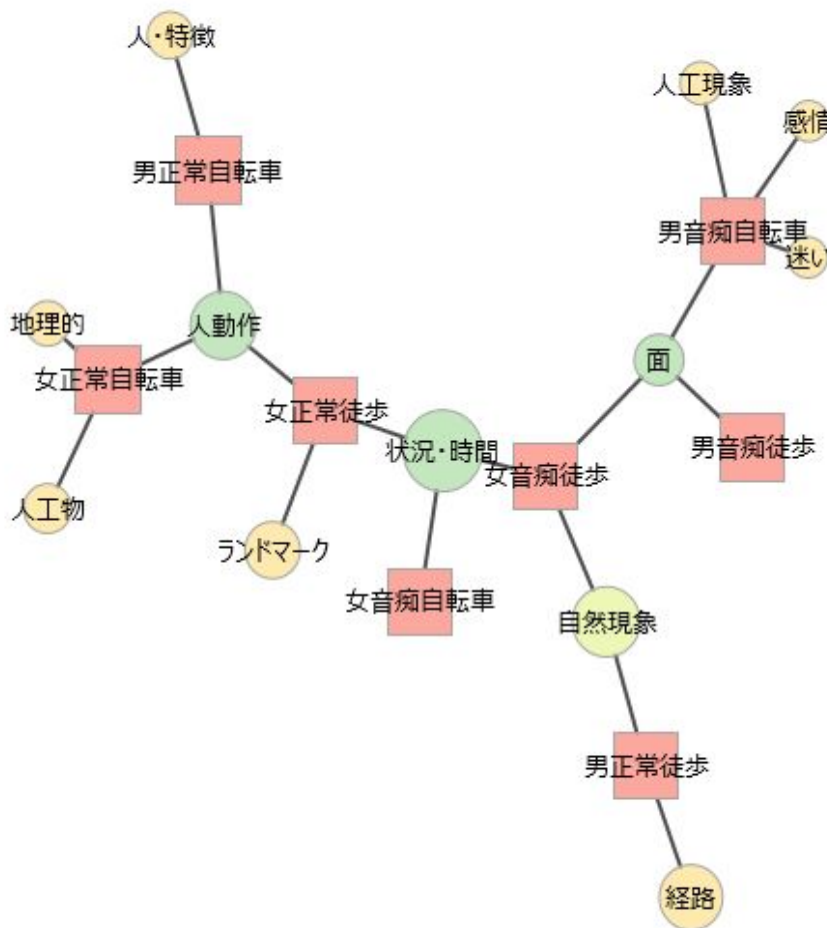 人・特徴
人工現象
感情
男正常自転車
男音痴自転車
迷い
地理的
人動作
面
女正常自転車
女正常徒歩
状況・時間
男音痴徒歩
女音痴徒歩
人工物
ランドマーク
女音痴自転車
自然現象
男正常徒歩
経路